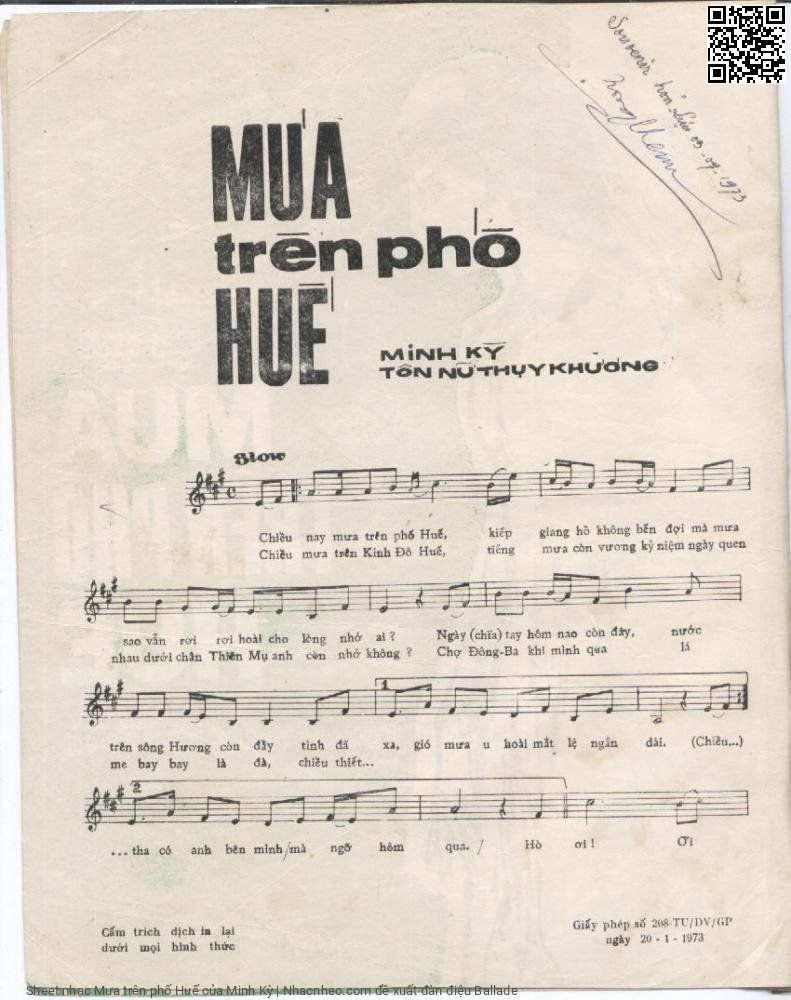 Souvenir
09-1973
MƯA
trên phố
HUẾ
MINH KỲ
TÔN NỮ THỤY KHƯƠNG
Slow
Chiều nay mưa trên phố Huế, kiếp giang hồ không bến đợi mà mưa
Chiều mưa trên Kinh Đô Huế, tiếng mưa còn vương kỷ niệm ngày quen
sao vẫn rơi rơi hoài cho lòng nhớ ai ? Ngày (chĩa) tay hôm nao còn đây, nước
nhau dưới chân Thiên Mụ anh còn nhớ không ? Chợ Đông-Ba khi mình qua lá
1
trên sông Hương còn đầy tình đã xa, gió mưa u hoài mắt lệ ngắn dài. (Chiều...)
me bay bay là đà, chiều thiết...
2
...tha có anh bên mình/mà ngỡ hôm qua. / Hò ơi ! Ơi
Cấm trích dịch in lại
dưới mọi hình thức
Giấy phép số 208-TU/DV/GP
ngày 20 - 1 - 1973
Sheet nhạc Mưa trên phố Huế của Minh Kỳ | Nhacnheo.com đề xuất đàn điệu Ballade